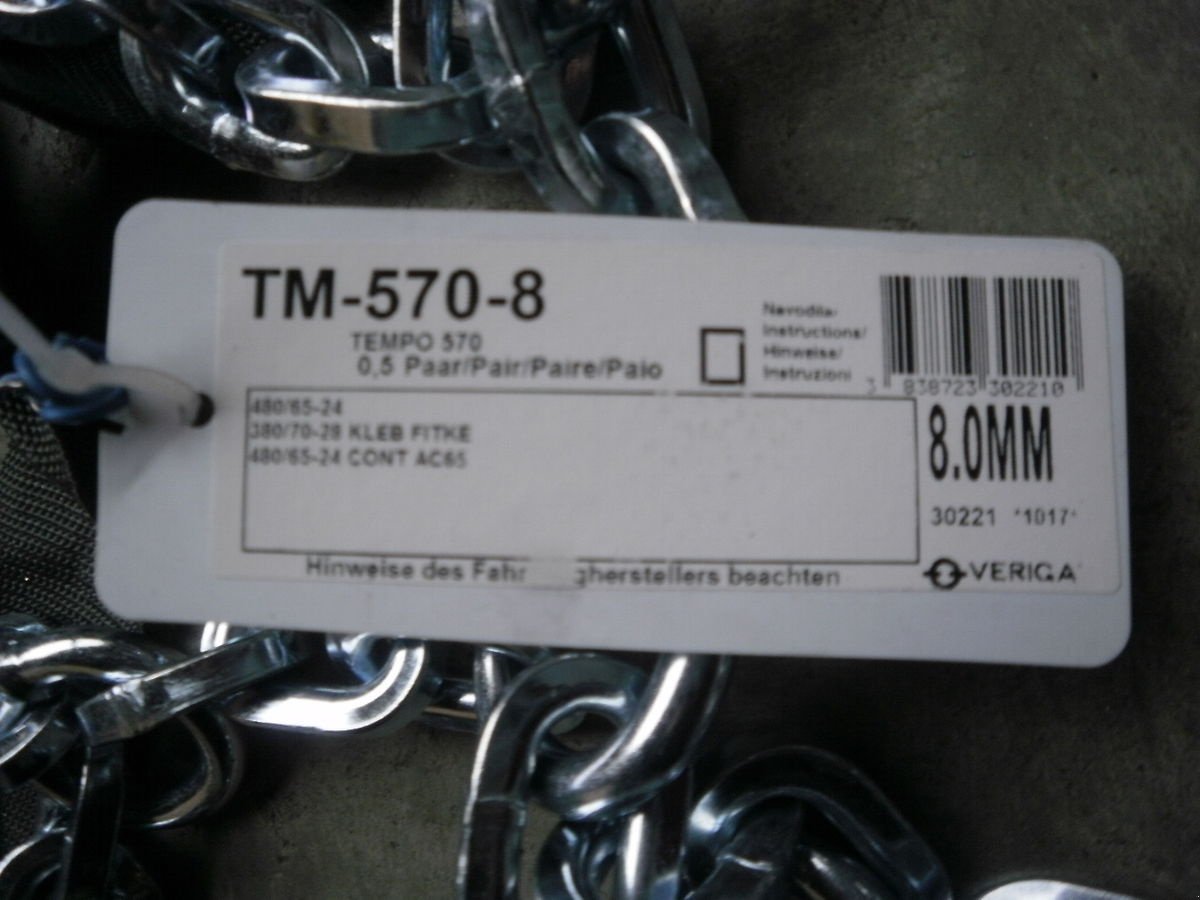 TM-570-8
TEMPO 570
0,5 Paar/Pair/Paire/Paio
Navodila/
Instructions/
Hinweise/
Instruzioni
3 838723 302210
480/65-24
380/70-28 KLEB FITKE
480/65-24 CONT AC65
8.0MM
30221 *1017*
Hinweise des Fahr gherstellers beachten
VERIGA